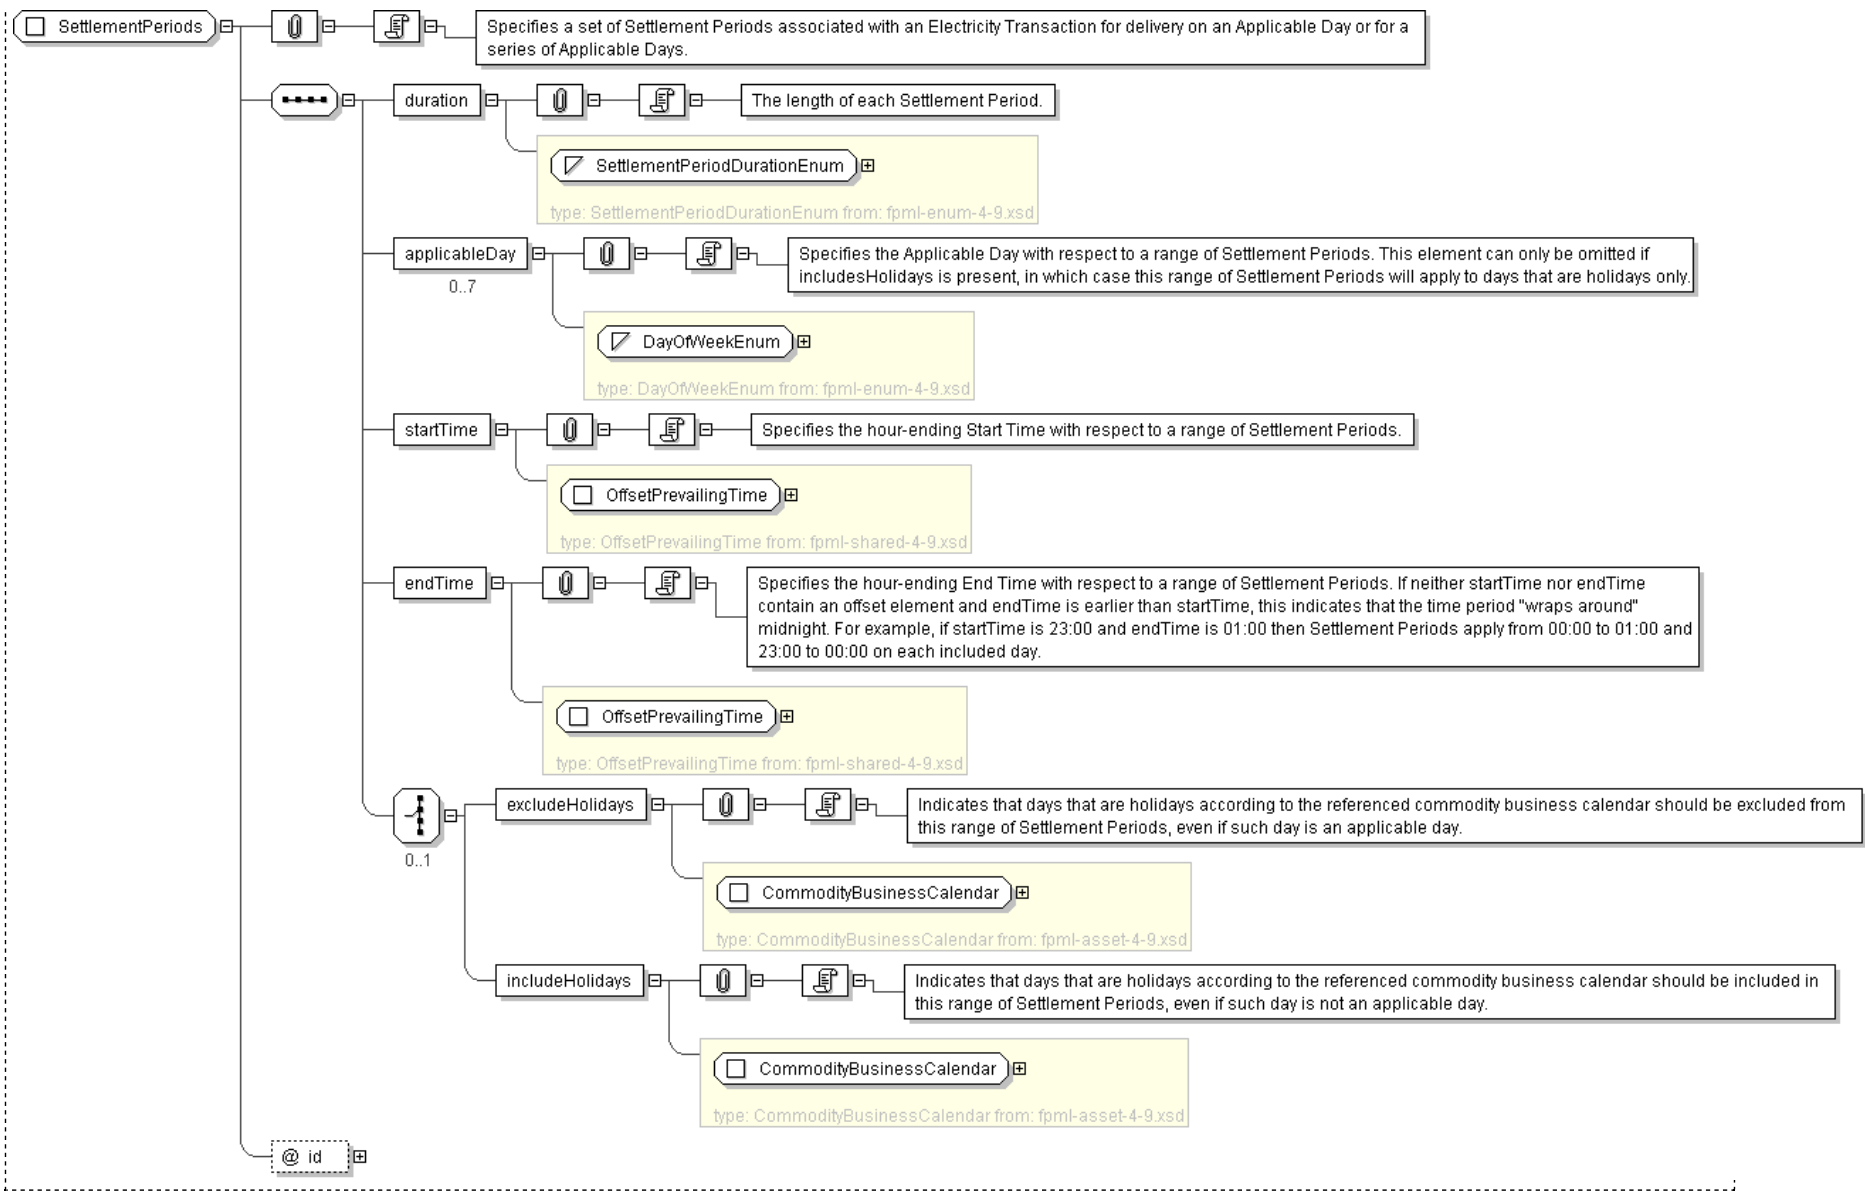 SettlementPeriods
Specifies a set of Settlement Periods associated with an Electricity Transaction for delivery on an Applicable Day or for a
series of Applicable Days.
duration
The length of each Settlement Period.
SettlementPeriodDurationEnum
type: SettlementPeriodDurationEnum from: fpml-enum-4-9.xsd
applicableDay
0..7
Specifies the Applicable Day with respect to a range of Settlement Periods. This element can only be omitted if
includesHolidays is present, in which case this range of Settlement Periods will apply to days that are holidays only.
DayOfWeekEnum
type: DayOfWeekEnum from: fpml-enum-4-9.xsd
startTime
Specifies the hour-ending Start Time with respect to a range of Settlement Periods.
OffsetPrevailingTime
type: OffsetPrevailingTime from: fpml-shared-4-9.xsd
endTime
Specifies the hour-ending End Time with respect to a range of Settlement Periods. If neither startTime nor endTime
contain an offset element and endTime is earlier than startTime, this indicates that the time period "wraps around"
midnight. For example, if startTime is 23:00 and endTime is 01:00 then Settlement Periods apply from 00:00 to 01:00 and
23:00 to 00:00 on each included day.
OffsetPrevailingTime
type: OffsetPrevailingTime from: fpml-shared-4-9.xsd
0..1
excludeHolidays
Indicates that days that are holidays according to the referenced commodity business calendar should be excluded from
this range of Settlement Periods, even if such day is an applicable day.
CommodityBusinessCalendar
type: CommodityBusinessCalendar from: fpml-asset-4-9.xsd
includeHolidays
Indicates that days that are holidays according to the referenced commodity business calendar should be included in
this range of Settlement Periods, even if such day is not an applicable day.
CommodityBusinessCalendar
type: CommodityBusinessCalendar from: fpml-asset-4-9.xsd
@ id